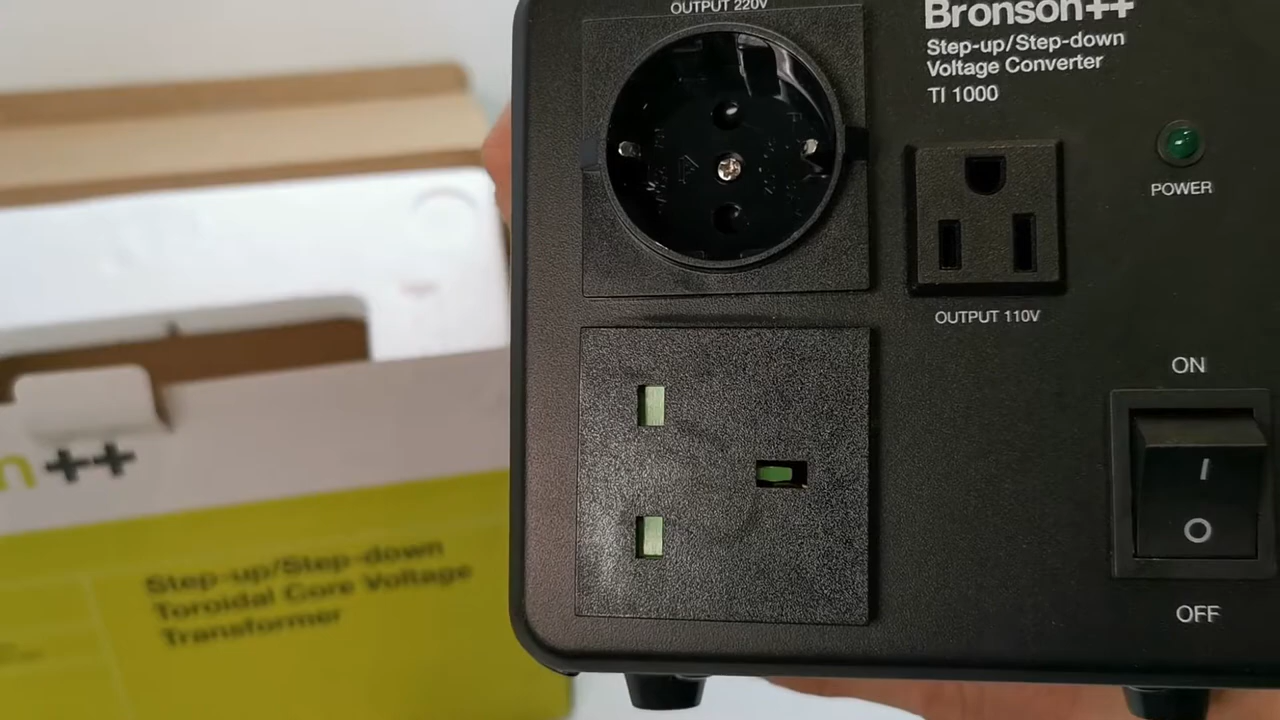 OUTPUT 220V
Bronson++
Step-up/Step-down
Voltage Converter
TI 1000
POWER
OUTPUT 110V
ON
I
O
OFF
n++
Step-up/Step-down
Toroidal Core Voltage
Transformer